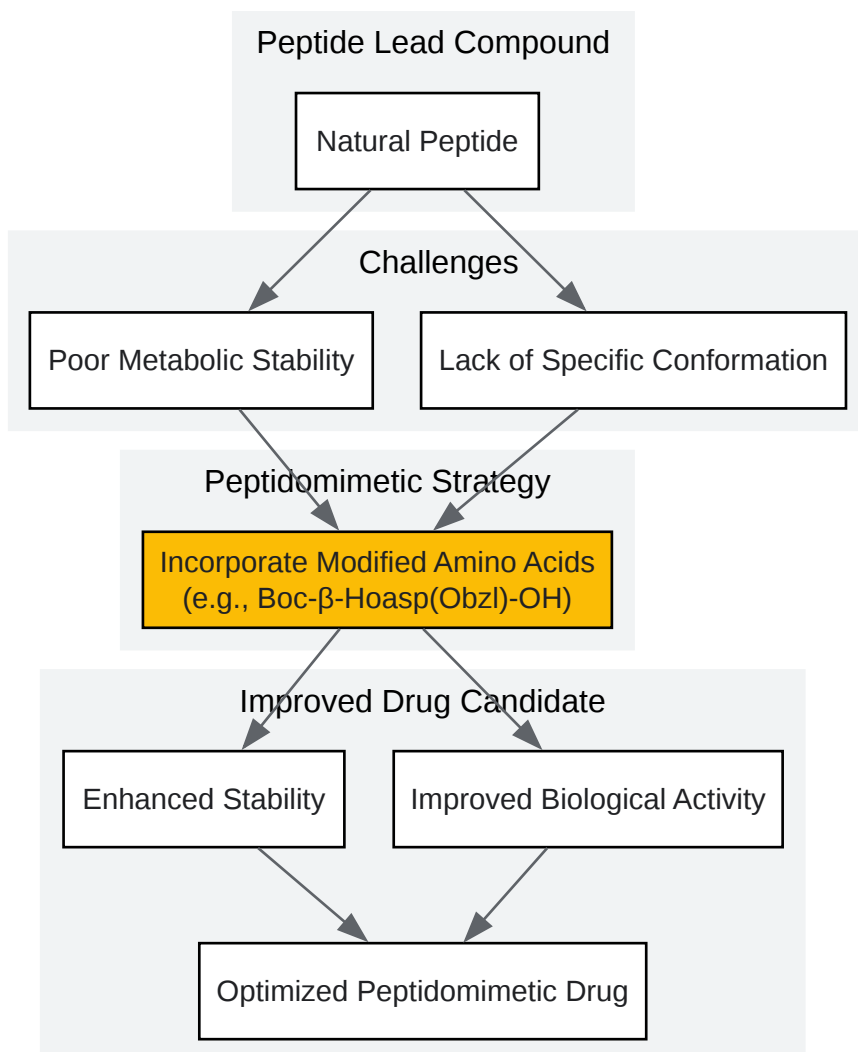 Peptide Lead Compound
Natural Peptide
Challenges
Poor Metabolic Stability
Lack of Specific Conformation
Peptidomimetic Strategy
Incorporate Modified Amino Acids
(e.g., Boc-β-Hoasp(Obzl)-OH)
Improved Drug Candidate
Enhanced Stability
Improved Biological Activity
Optimized Peptidomimetic Drug